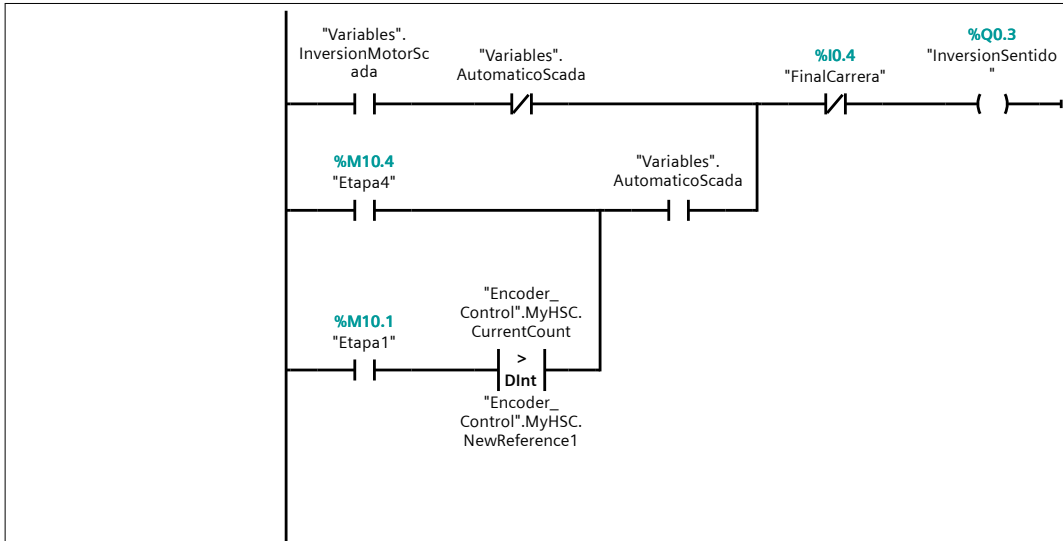 "Variables".
InversionMotorSc
ada
"Variables".
AutomaticoScada
%I0.4
"FinalCarrera"
%Q0.3
"InversionSentido
"
%M10.4
"Etapa4"
"Variables".
AutomaticoScada
%M10.1
"Etapa1"
"Encoder_
Control".MyHSC.
CurrentCount
>
DInt
"Encoder_
Control".MyHSC.
NewReference1